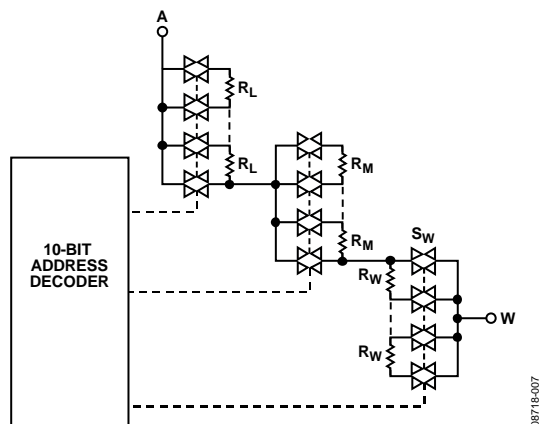 A
RL
RL
RM
RM
SW
RW
RW
W
10-BIT
ADDRESS
DECODER
08718-007